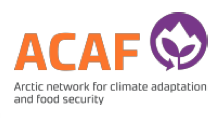 ACAF
Arctic network for climate adaptation
and food security